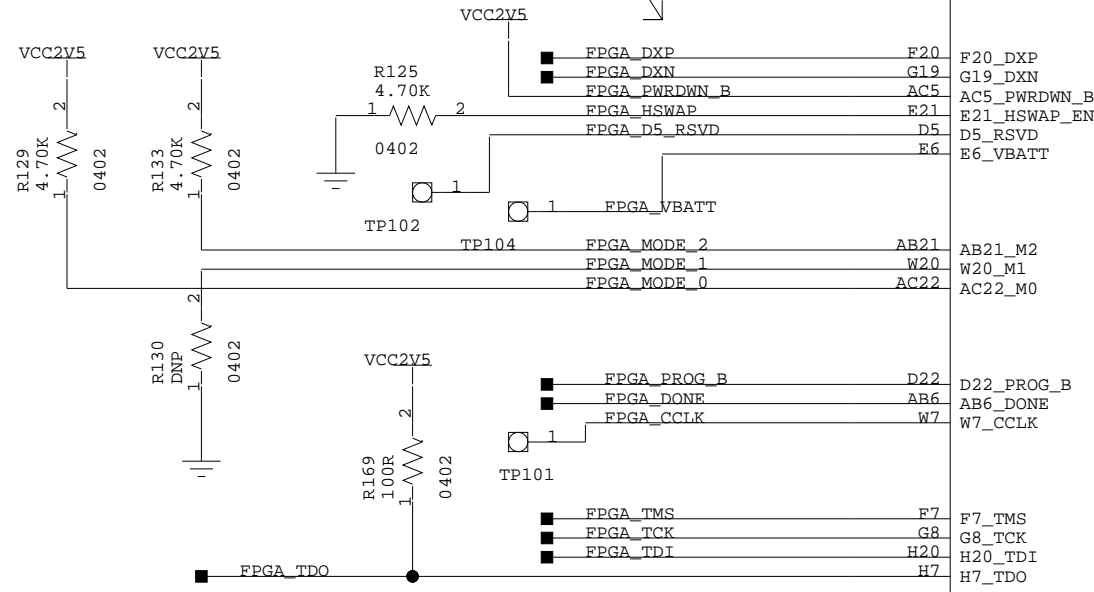 VCC2V5
VCC2V5 VCC2V5
FPGA_DXP F20 F20_DXP
FPGA_DXN G19 G19_DXN
FPGA_PWRDWN_B AC5 AC5_PWRDWN_B
R125
4.70K
1 2 FPGA_HSWAP E21 E21_HSWAP_EN
FPGA_D5_RSVD D5 D5_RSVD
0402
E6 E6_VBATT
2 R129 4.70K 0402 1
2 R133 4.70K 0402 1
1
TP102
1 FPGA_VBATT
TP104
FPGA_MODE_2 AB21 AB21_M2
FPGA_MODE_1 W20 W20_M1
FPGA_MODE_0 AC22 AC22_M0
2 R130 DNP 0402 1
VCC2V5
2 R169 100R 0402 1
FPGA_PROG_B D22 D22_PROG_B
FPGA_DONE AB6 AB6_DONE
FPGA_CCLK W7 W7_CCLK
1
TP101
FPGA_TMS F7 F7_TMS
FPGA_TCK G8 G8_TCK
FPGA_TDI H20 H20_TDI
FPGA_TDO H7 H7_TDO